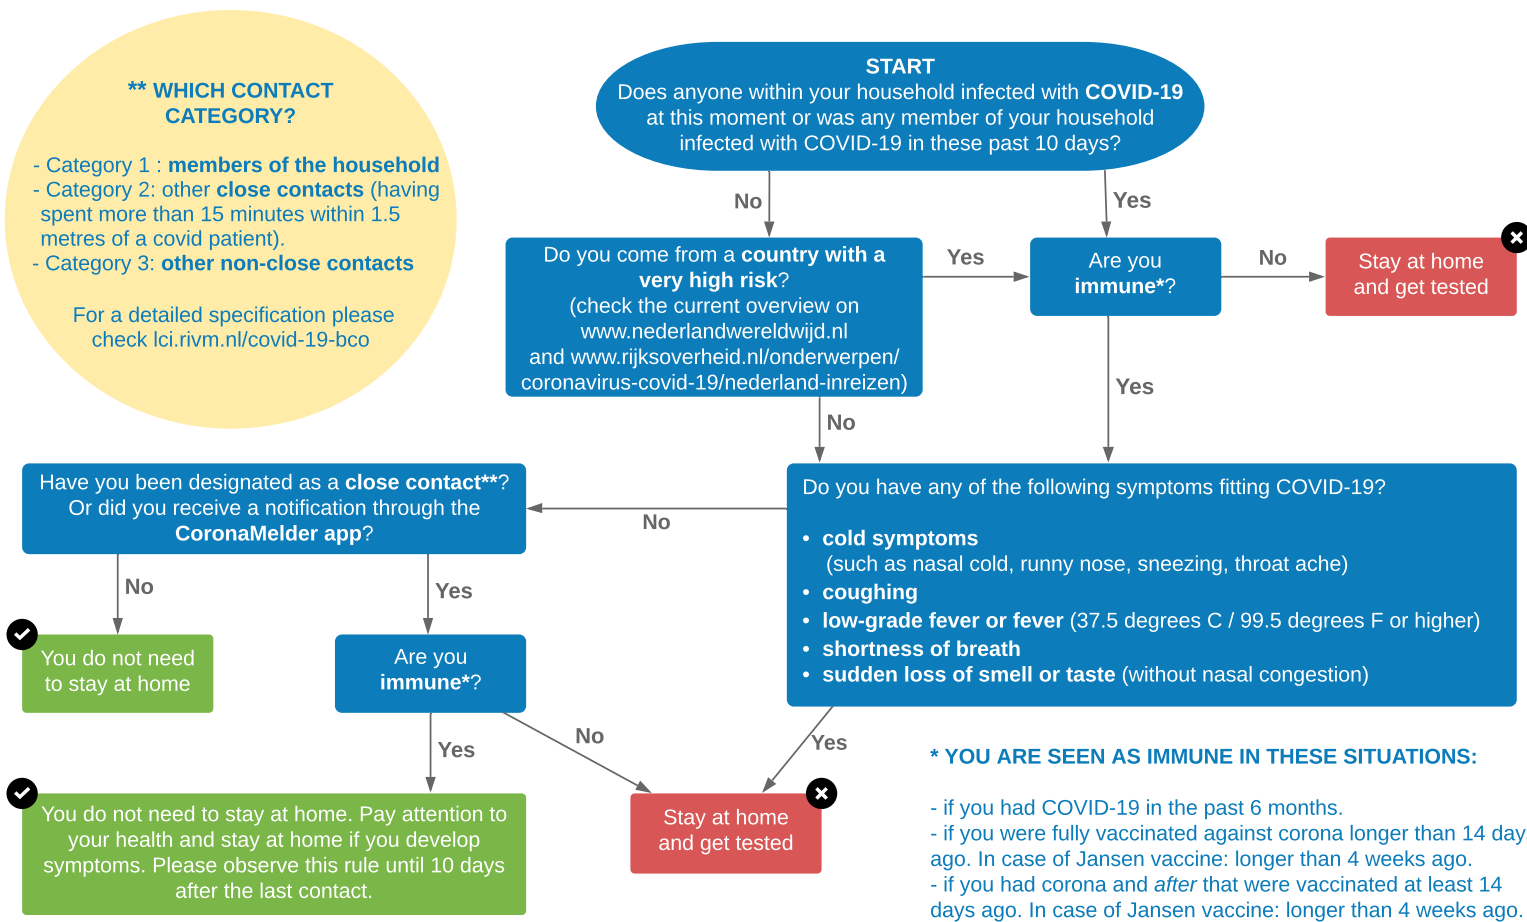 ** WHICH CONTACT
CATEGORY?
- Category 1 : members of the household
- Category 2: other close contacts (having
spent more than 15 minutes within 1.5
metres of a covid patient).
- Category 3: other non-close contacts
For a detailed specification please
check lci.rivm.nl/covid-19-bco
START
Does anyone within your household infected with COVID-19
at this moment or was any member of your household
infected with COVID-19 in these past 10 days?
No
Yes
Do you come from a country with a
very high risk?
(check the current overview on
www.nederlandwereldwijd.nl
and www.rijksoverheid.nl/onderwerpen/
coronavirus-covid-19/nederland-inreizen)
Yes
Are you
immune*?
No
Stay at home
and get tested
No
Yes
Have you been designated as a close contact**?
Or did you receive a notification through the
CoronaMelder app?
No
Do you have any of the following symptoms fitting COVID-19?
• cold symptoms
(such as nasal cold, runny nose, sneezing, throat ache)
• coughing
• low-grade fever or fever (37.5 degrees C / 99.5 degrees F or higher)
• shortness of breath
• sudden loss of smell or taste (without nasal congestion)
No
Yes
You do not need
to stay at home
Are you
immune*?
Yes
No
Yes
You do not need to stay at home. Pay attention to
your health and stay at home if you develop
symptoms. Please observe this rule until 10 days
after the last contact.
Stay at home
and get tested
* YOU ARE SEEN AS IMMUNE IN THESE SITUATIONS:
- if you had COVID-19 in the past 6 months.
- if you were fully vaccinated against corona longer than 14 day
ago. In case of Jansen vaccine: longer than 4 weeks ago.
- if you had corona and after that were vaccinated at least 14
days ago. In case of Jansen vaccine: longer than 4 weeks ago.